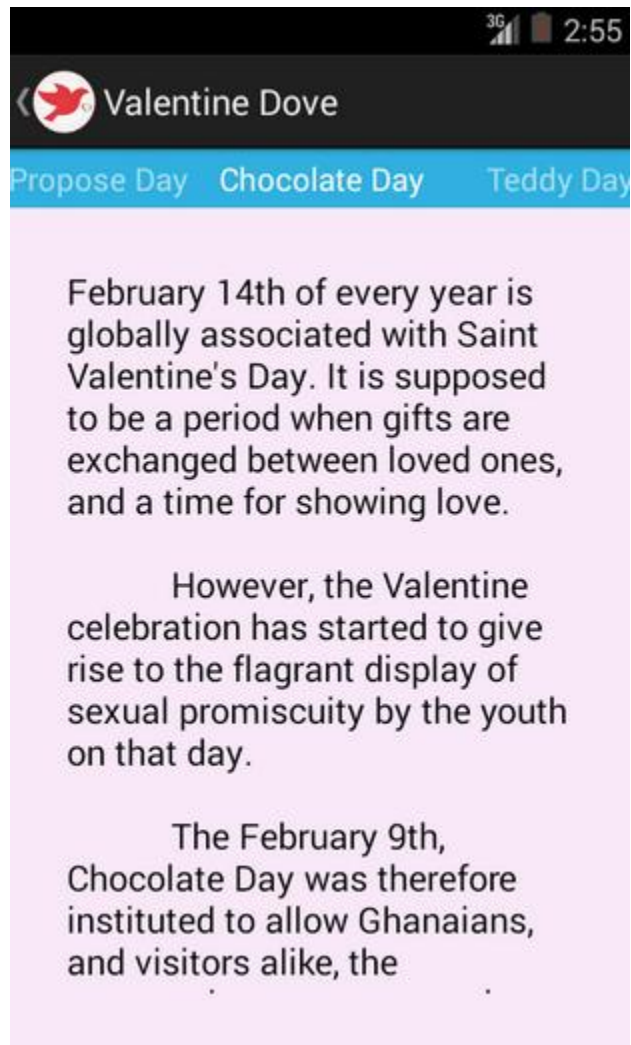 3G 2:55
Valentine Dove
Propose Day Chocolate Day Teddy Day
February 14th of every year is
globally associated with Saint
Valentine's Day. It is supposed
to be a period when gifts are
exchanged between loved ones,
and a time for showing love.
However, the Valentine
celebration has started to give
rise to the flagrant display of
sexual promiscuity by the youth
on that day.
The February 9th,
Chocolate Day was therefore
instituted to allow Ghanaians,
and visitors alike, the